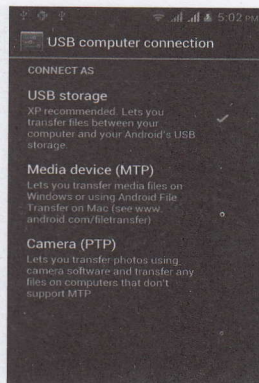 5:02 PM
USB computer connection
CONNECT AS
USB storage
XP recommended. Lets you
transfer files between your
computer and your Android's USB
storage.
Media device (MTP)
Lets you transfer media files on
Windows or using Android File
Transfer on Mac (see www.
android.com/filetransfer)
Camera (PTP)
Lets you transfer photos using
camera software and transfer any
files on computers that don't
support MTP